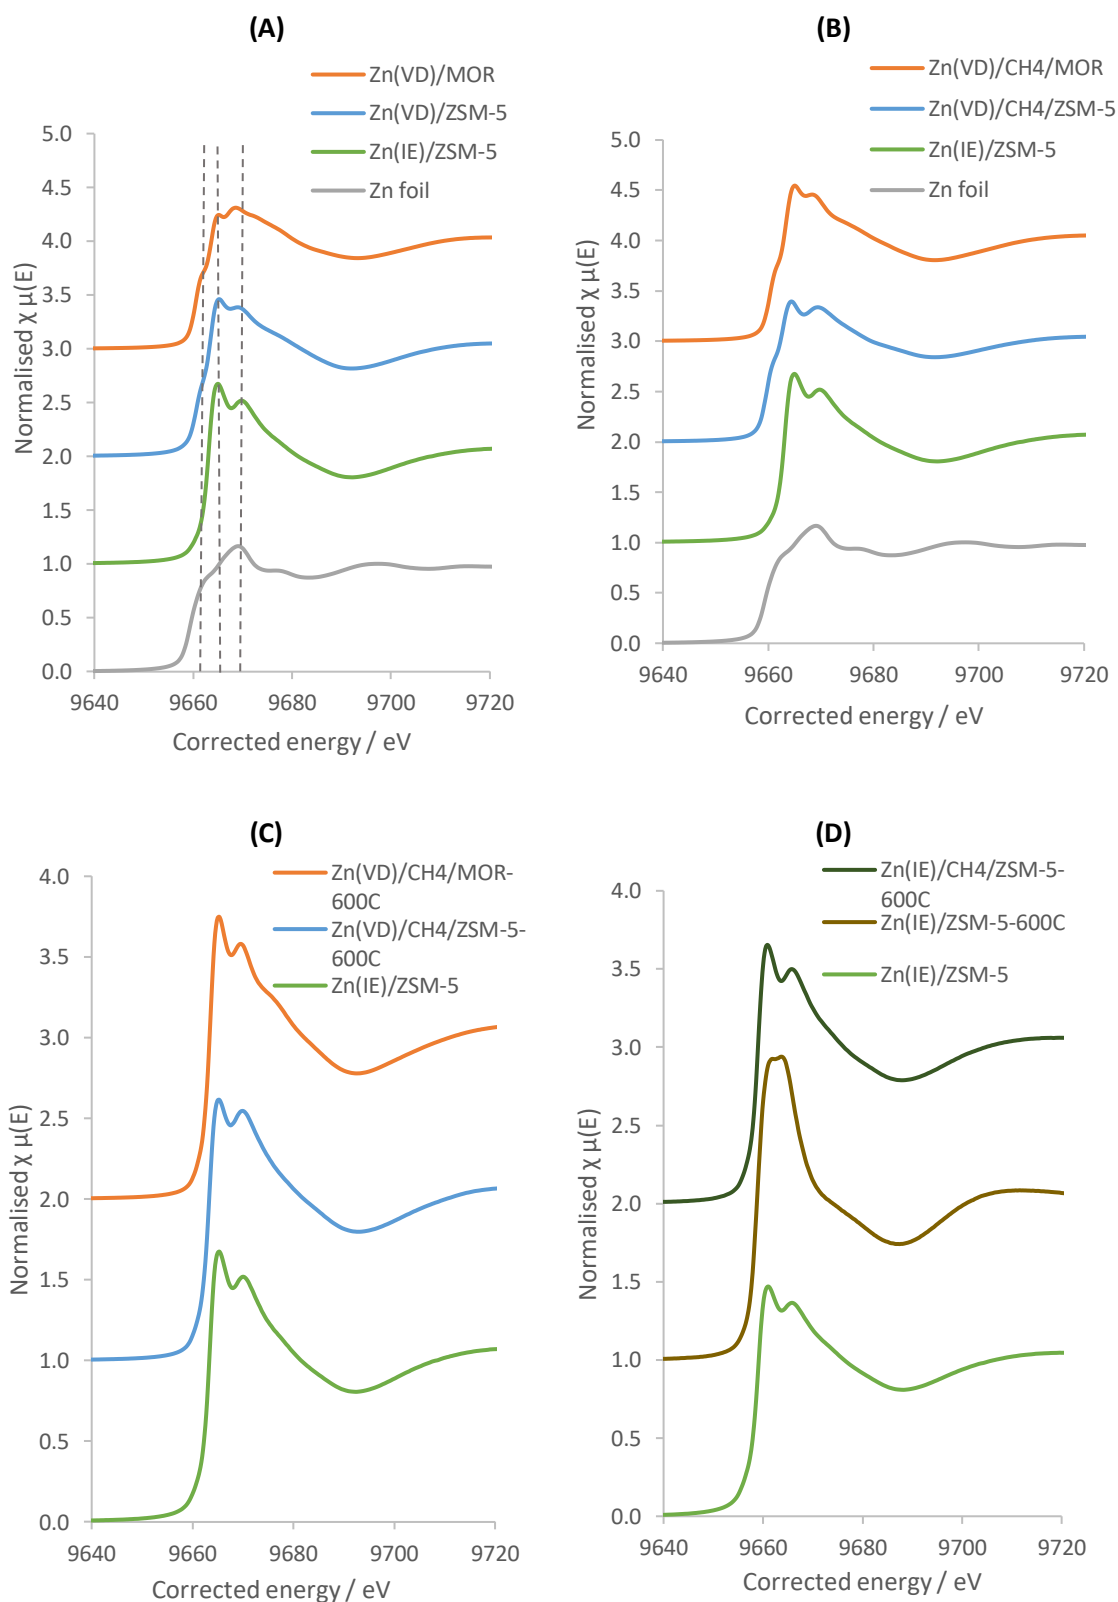 (A)
Zn(VD)/MOR
Zn(VD)/ZSM-5
Zn(IE)/ZSM-5
Zn foil
5.0
4.5
4.0
3.5
3.0
2.5
2.0
1.5
1.0
0.5
0.0
Normalised χ μ(E)
9640 9660 9680 9700 9720
Corrected energy / eV
(B)
Zn(VD)/CH4/MOR
Zn(VD)/CH4/ZSM-5
Zn(IE)/ZSM-5
Zn foil
5.0
4.5
4.0
3.5
3.0
2.5
2.0
1.5
1.0
0.5
0.0
Normalised χ μ(E)
9640 9660 9680 9700 9720
Corrected energy / eV
(C)
Zn(VD)/CH4/MOR-
600C
Zn(VD)/CH4/ZSM-5-
600C
Zn(IE)/ZSM-5
4.0
3.0
2.0
1.0
0.0
Normalised χ μ(E)
9640 9660 9680 9700 9720
Corrected energy / eV
(D)
Zn(IE)/CH4/ZSM-5-
600C
Zn(IE)/ZSM-5-600C
Zn(IE)/ZSM-5
4.0
3.5
3.0
2.5
2.0
1.5
1.0
0.5
0.0
Normalised χ μ(E)
9640 9660 9680 9700 9720
Corrected energy / eV